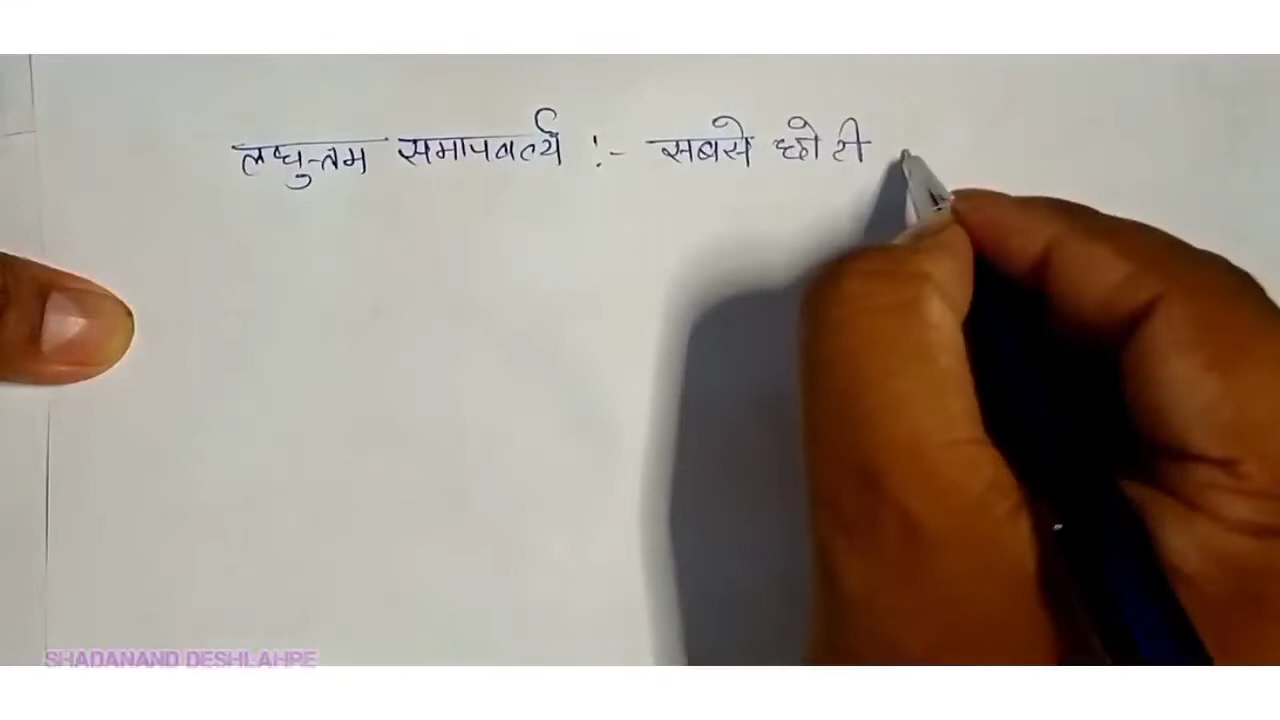 लघुत्तम समापवर्त्य :- सबसे छोटी
SHADANAND DESHLAHPE